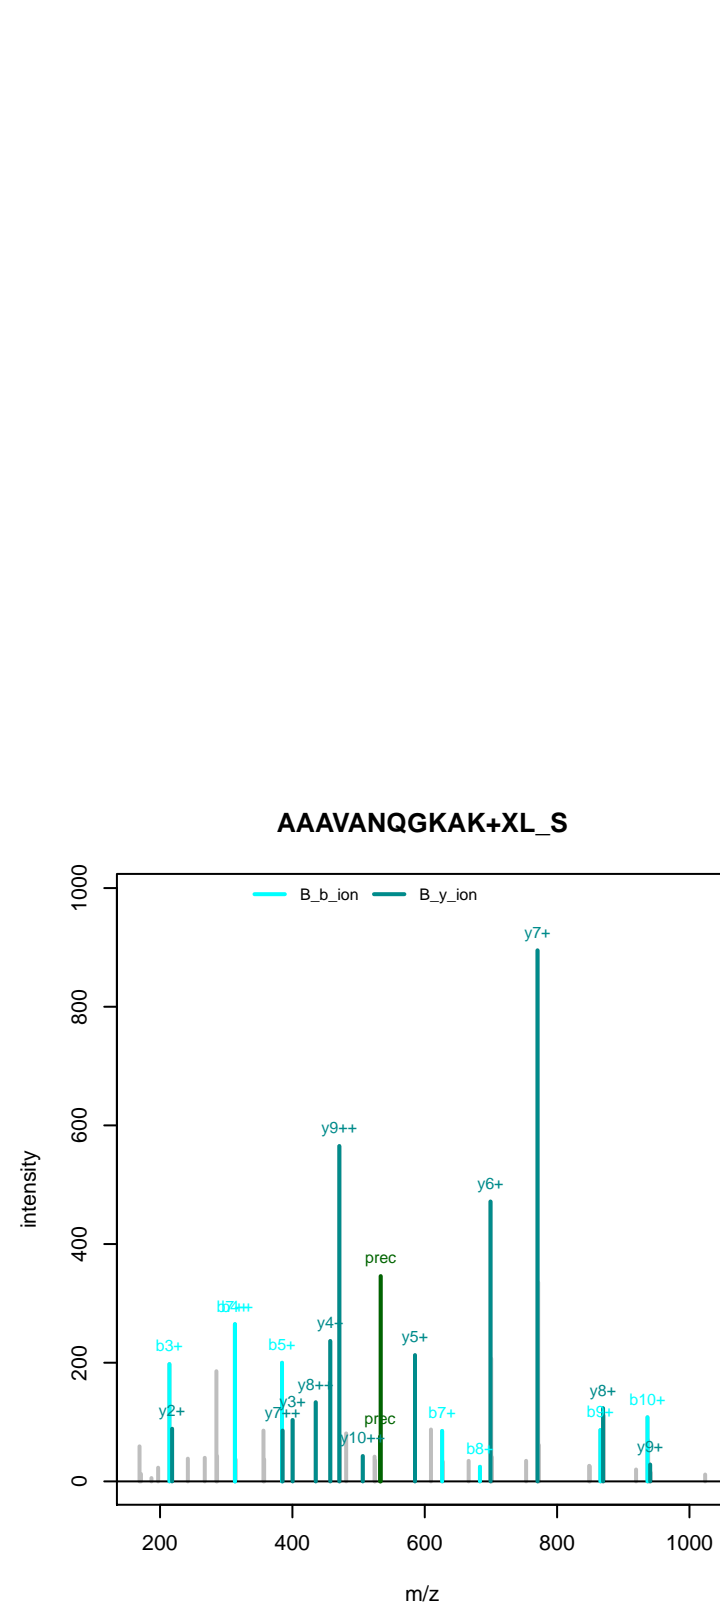 AAAVANQGKAK+XL_S
B_b_ion B_y_ion
y7+
y9++
y6+
prec
b4+
y4+
b3+
b5+
y5+
y8++
y3+
y2+
y7++
prec
b7+
y8+
b9+
b10+
y10++
b8+
y9+
intensity
0
200
400
600
800
1000
200 400 600 800 1000
m/z